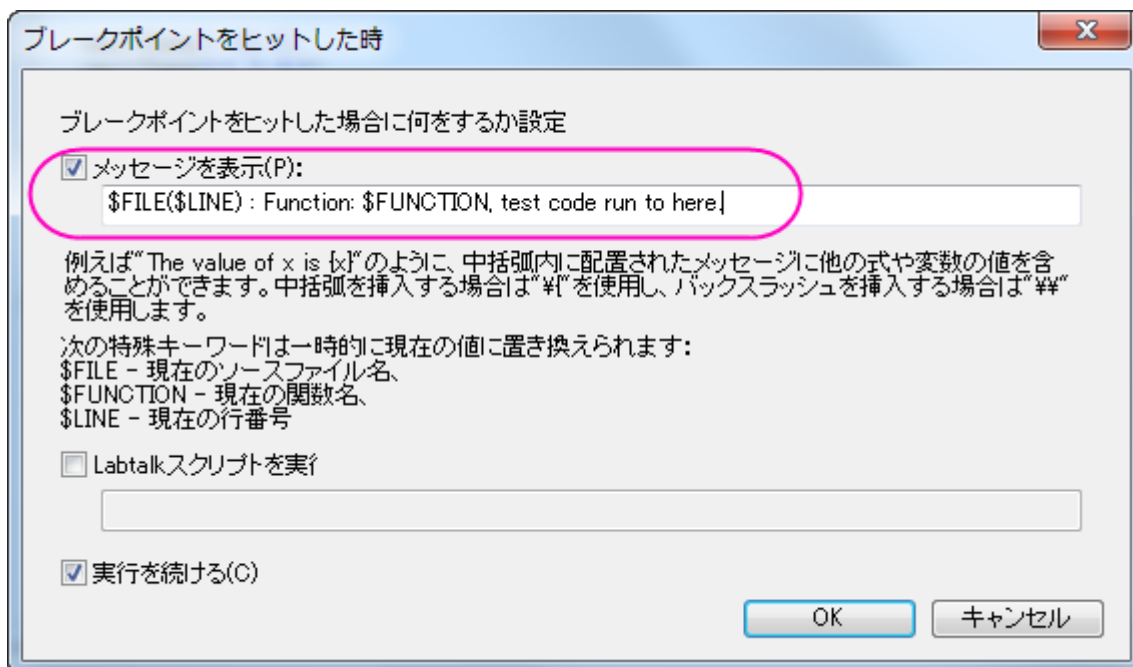 ブレークポイントをヒットした時
ブレークポイントをヒットした場合に何をするか設定
メッセージを表示(P):
$FILE($LINE) : Function: $FUNCTION, test code run to here.
例えば"The value of x is {x}"のように、中括弧内に配置されたメッセージに他の式や変数の値を含
めることができます。中括弧を挿入する場合は"¥{"を使用し、バックスラッシュを挿入する場合は"¥¥"
を使用します。
次の特殊キーワードは一時的に現在の値に置き換えられます:
$FILE - 現在のソースファイル名、
$FUNCTION - 現在の関数名、
$LINE - 現在の行番号
Labtalkスクリプトを実行
実行を続ける(C)
OK
キャンセル